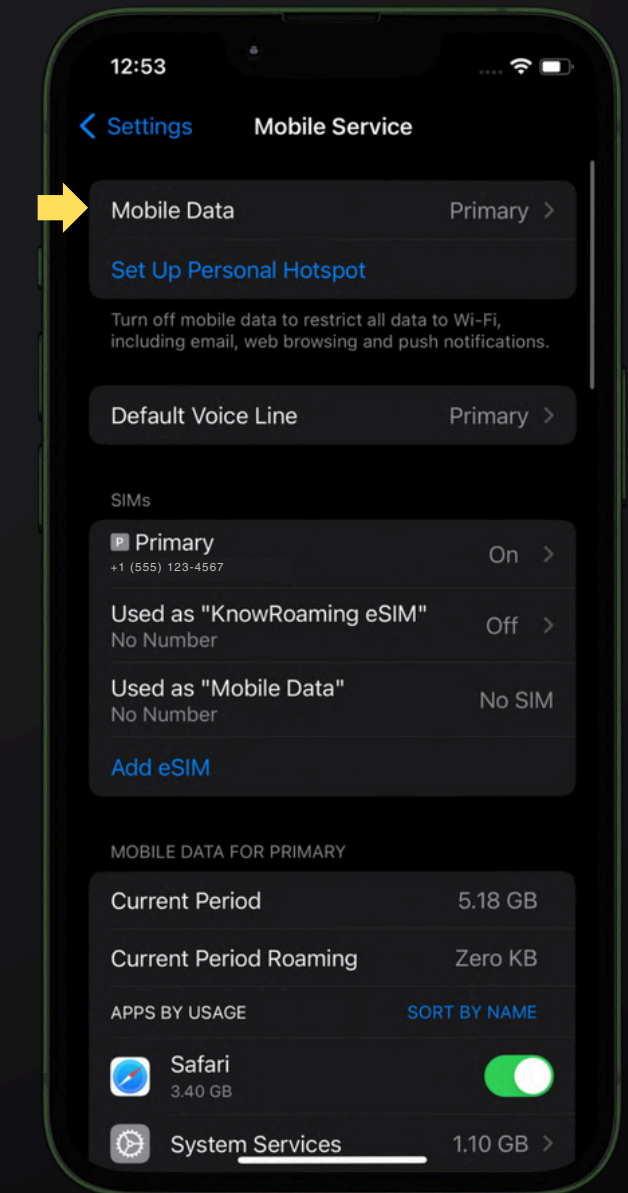 12:53
Settings
Mobile Service
Mobile Data
Primary
Set Up Personal Hotspot
Turn off mobile data to restrict all data to Wi-Fi,
including email, web browsing and push notifications.
Default Voice Line
Primary
SIMs
P Primary
On
+1 (555) 123-4567
Used as "KnowRoaming eSIM"
Off
No Number
Used as "Mobile Data"
No SIM
No Number
Add eSIM
MOBILE DATA FOR PRIMARY
Current Period
5.18 GB
Current Period Roaming
Zero KB
APPS BY USAGE
SORT BY NAME
Safari
3.40 GB
System Services
1.10 GB